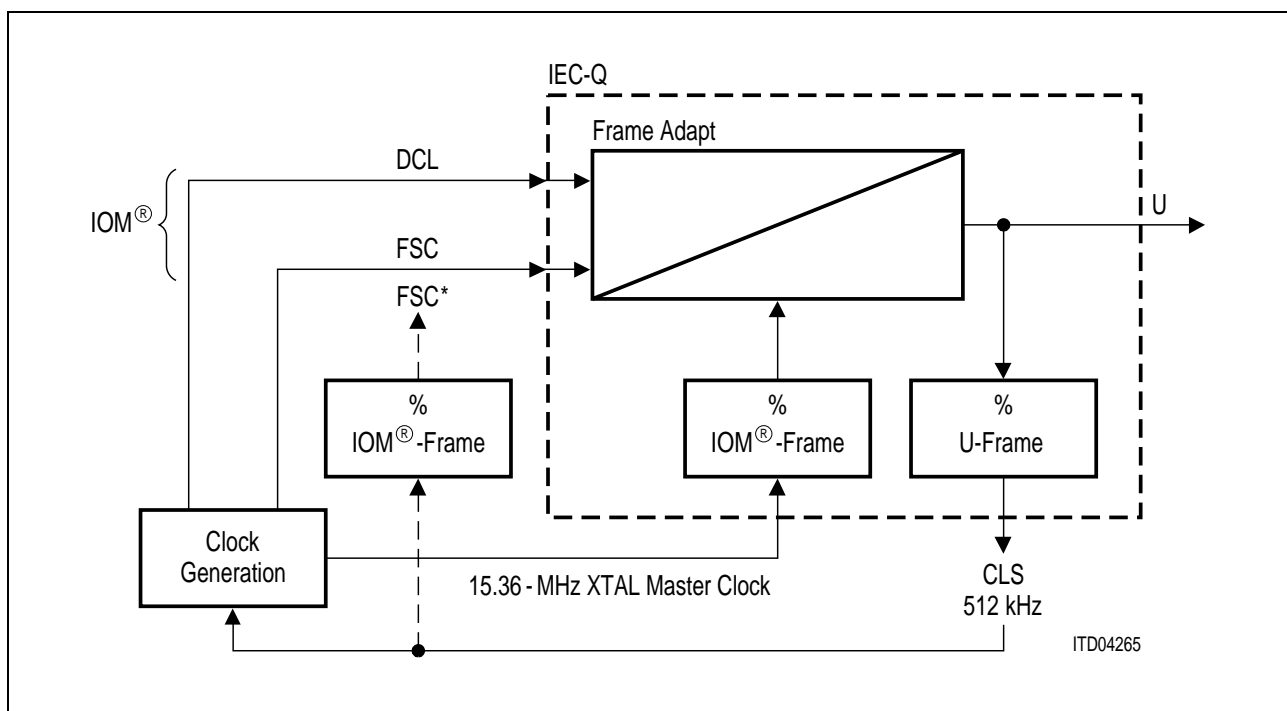 IEC-Q
Frame Adapt
DCL
IOM®
U
FSC
FSC*
%
IOM®-Frame
%
IOM®-Frame
%
U-Frame
Clock
Generation
15.36 - MHz XTAL Master Clock
CLS
512 kHz
ITD04265